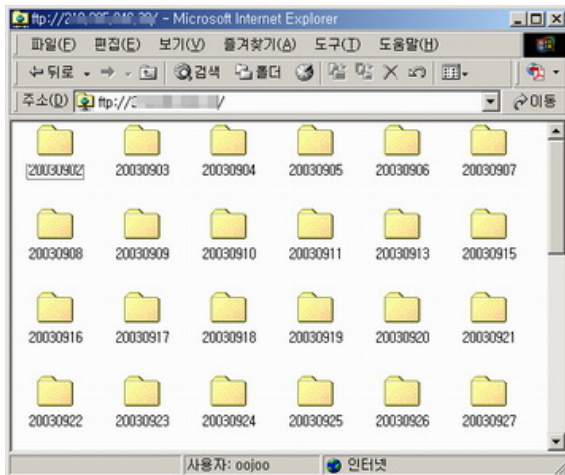 ftp:// / - Microsoft Internet Explorer
파일(F) 편집(E) 보기(V) 즐겨찾기(A) 도구(T) 도움말(H)
뒤로 검색 폴더
주소(D) ftp:// / 이동
20030902 20030903 20030904 20030905 20030906 20030907
20030908 20030909 20030910 20030911 20030913 20030915
20030916 20030917 20030918 20030919 20030920 20030921
20030922 20030923 20030924 20030925 20030926 20030927
사용자: oojoo 인터넷